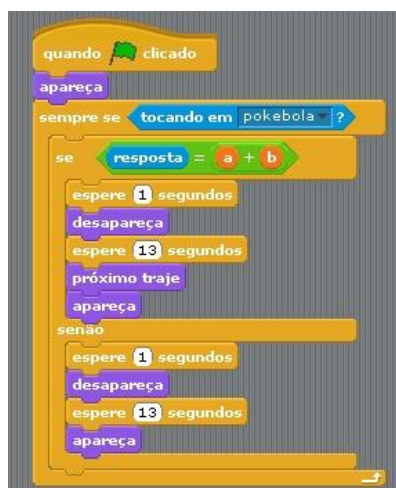 quando clicado
apareça
sempre se tocando em pokebola ?
se resposta = a + b
espere 1 segundos
desapareça
espere 13 segundos
próximo traje
apareça
senão
espere 1 segundos
desapareça
espere 13 segundos
apareça